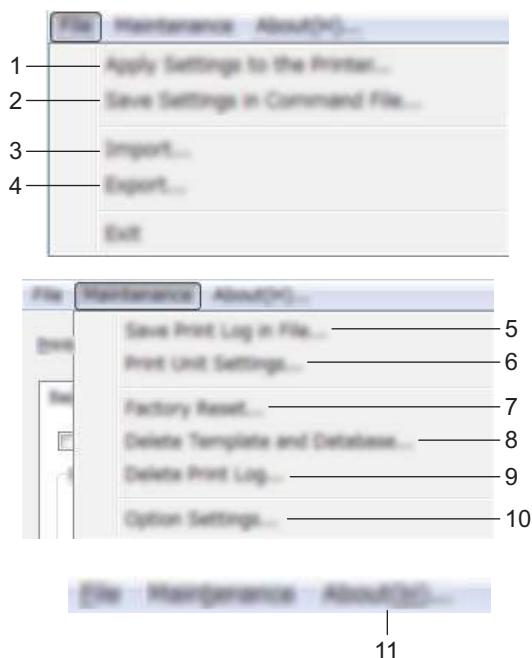 File Maintenance About(H)...
1 Apply Settings to the Printer...
2 Save Settings in Command File...
3 Import...
4 Export...
Exit
File Maintenance About(H)...
Save Print Log in File... 5
Print Unit Settings... 6
Factory Reset... 7
Delete Template and Database... 8
Delete Print Log... 9
Option Settings... 10
File Maintenance About(H)...
11